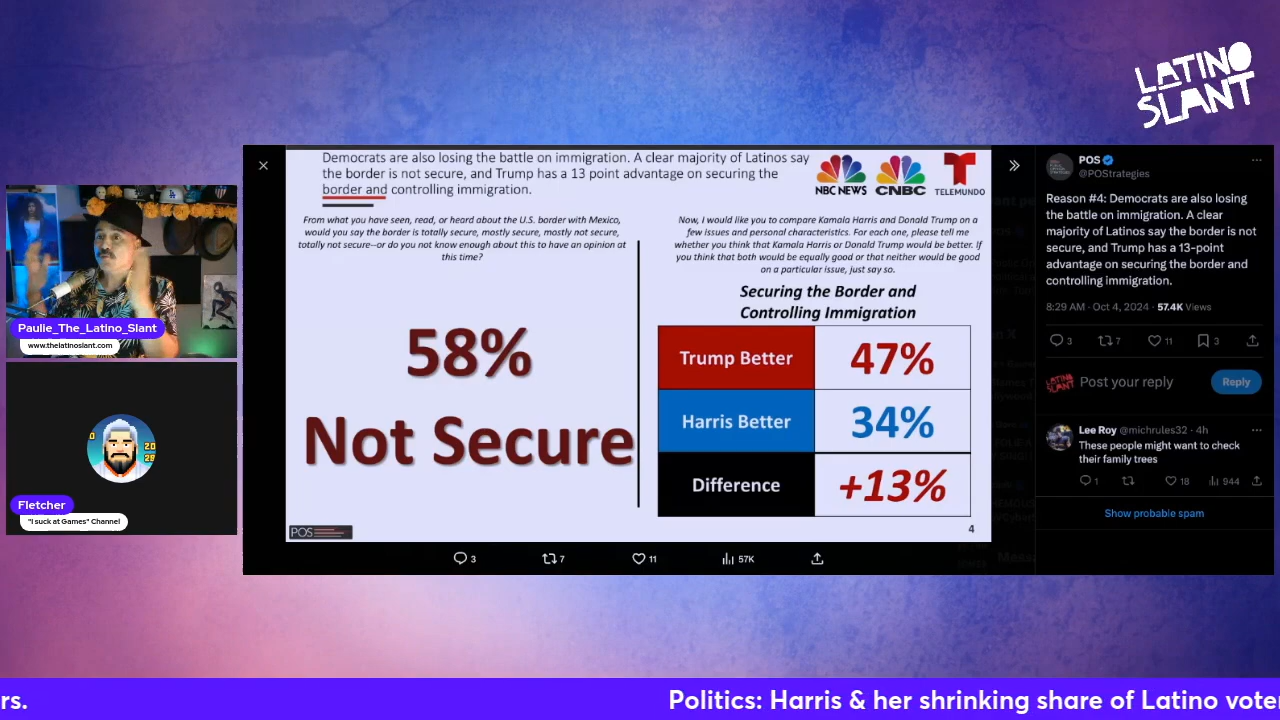 LATINO
SLANT
Democrats are also losing the battle on immigration. A clear majority of Latinos say
the border is not secure, and Trump has a 13 point advantage on securing the
border and controlling immigration.
NBC NEWS
CNBC
TELEMUNDO
From what you have seen, read, or heard about the U.S. border with Mexico,
would you say the border is totally secure, mostly secure, mostly not secure,
totally not secure--or do you not know enough about this to have an opinion at
this time?
58%
Not Secure
Now, I would like you to compare Kamala Harris and Donald Trump on a
few issues and personal characteristics. For each one, please tell me
whether you think that Kamala Harris or Donald Trump would be better. If
you think that both would be equally good or that neither would be good
on a particular issue, just say so.
Securing the Border and
Controlling Immigration
Trump Better 47%
Harris Better 34%
Difference +13%
POS
4
3 7 11 57K
POS
@POStrategies
Reason #4: Democrats are also losing
the battle on immigration. A clear
majority of Latinos say the border is not
secure, and Trump has a 13-point
advantage on securing the border and
controlling immigration.
8:29 AM · Oct 4, 2024 · 57.4K Views
3 7 11 3
Post your reply
Reply
Lee Roy @michrules32 · 4h
These people might want to check
their family trees
1 18 944
Show probable spam
Paulie_The_Latino_Slant
www.thelatinoslant.com
0
20
Fletcher
"I suck at Games" Channel
rs.
Politics: Harris & her shrinking share of Latino vote